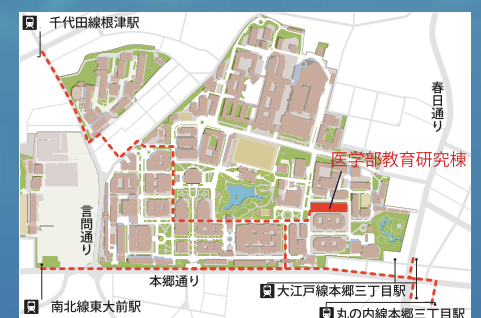 千代田線根津駅
春日通り
医学部教育研究棟
言問通り
本郷通り
大江戸線本郷三丁目駅
南北線東大前駅
丸の内線本郷三丁目駅